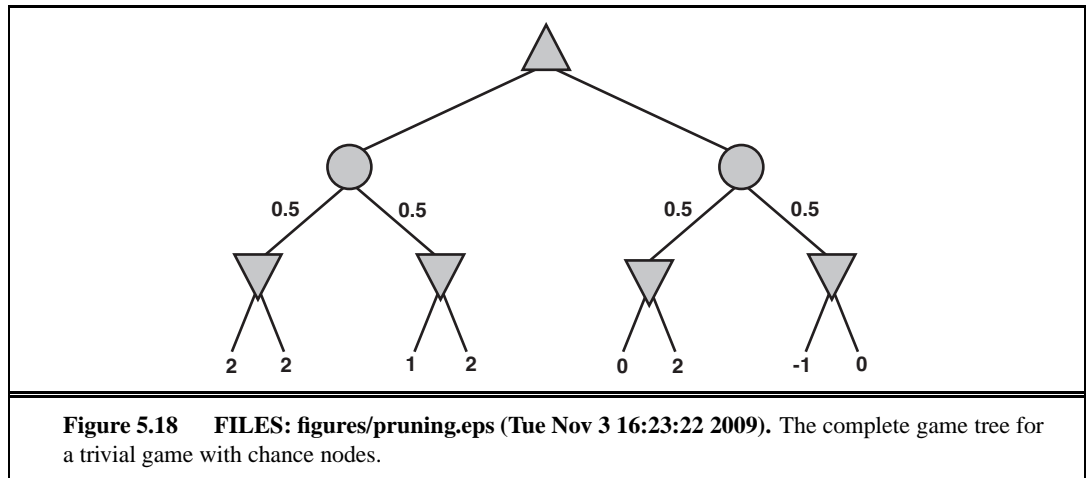 0.5 0.5 0.5 0.5
2 2 1 2 0 2 -1 0
Figure 5.18 FILES: figures/pruning.eps (Tue Nov 3 16:23:22 2009). The complete game tree for
a trivial game with chance nodes.